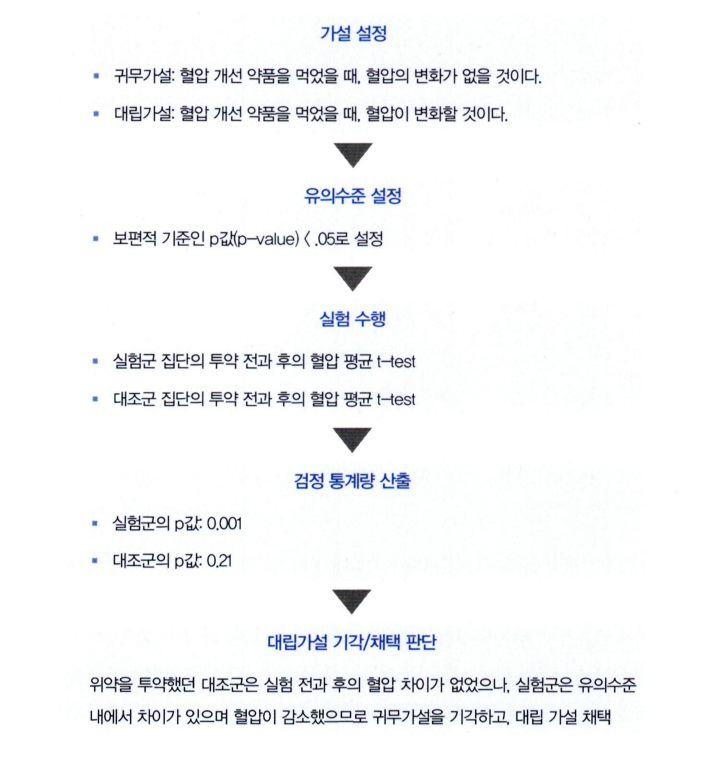 가설 설정
▪ 귀무가설: 혈압 개선 약품을 먹었을 때, 혈압의 변화가 없을 것이다.
▪ 대립가설: 혈압 개선 약품을 먹었을 때, 혈압이 변화할 것이다.
유의수준 설정
▪ 보편적 기준인 p값(p-value) < .05로 설정
실험 수행
▪ 실험군 집단의 투약 전과 후의 혈압 평균 t-test
▪ 대조군 집단의 투약 전과 후의 혈압 평균 t-test
검정 통계량 산출
▪ 실험군의 p값: 0.001
▪ 대조군의 p값: 0.21
대립가설 기각/채택 판단
위약을 투약했던 대조군은 실험 전과 후의 혈압 차이가 없었으나, 실험군은 유의수준
내에서 차이가 있으며 혈압이 감소했으므로 귀무가설을 기각하고, 대립 가설 채택